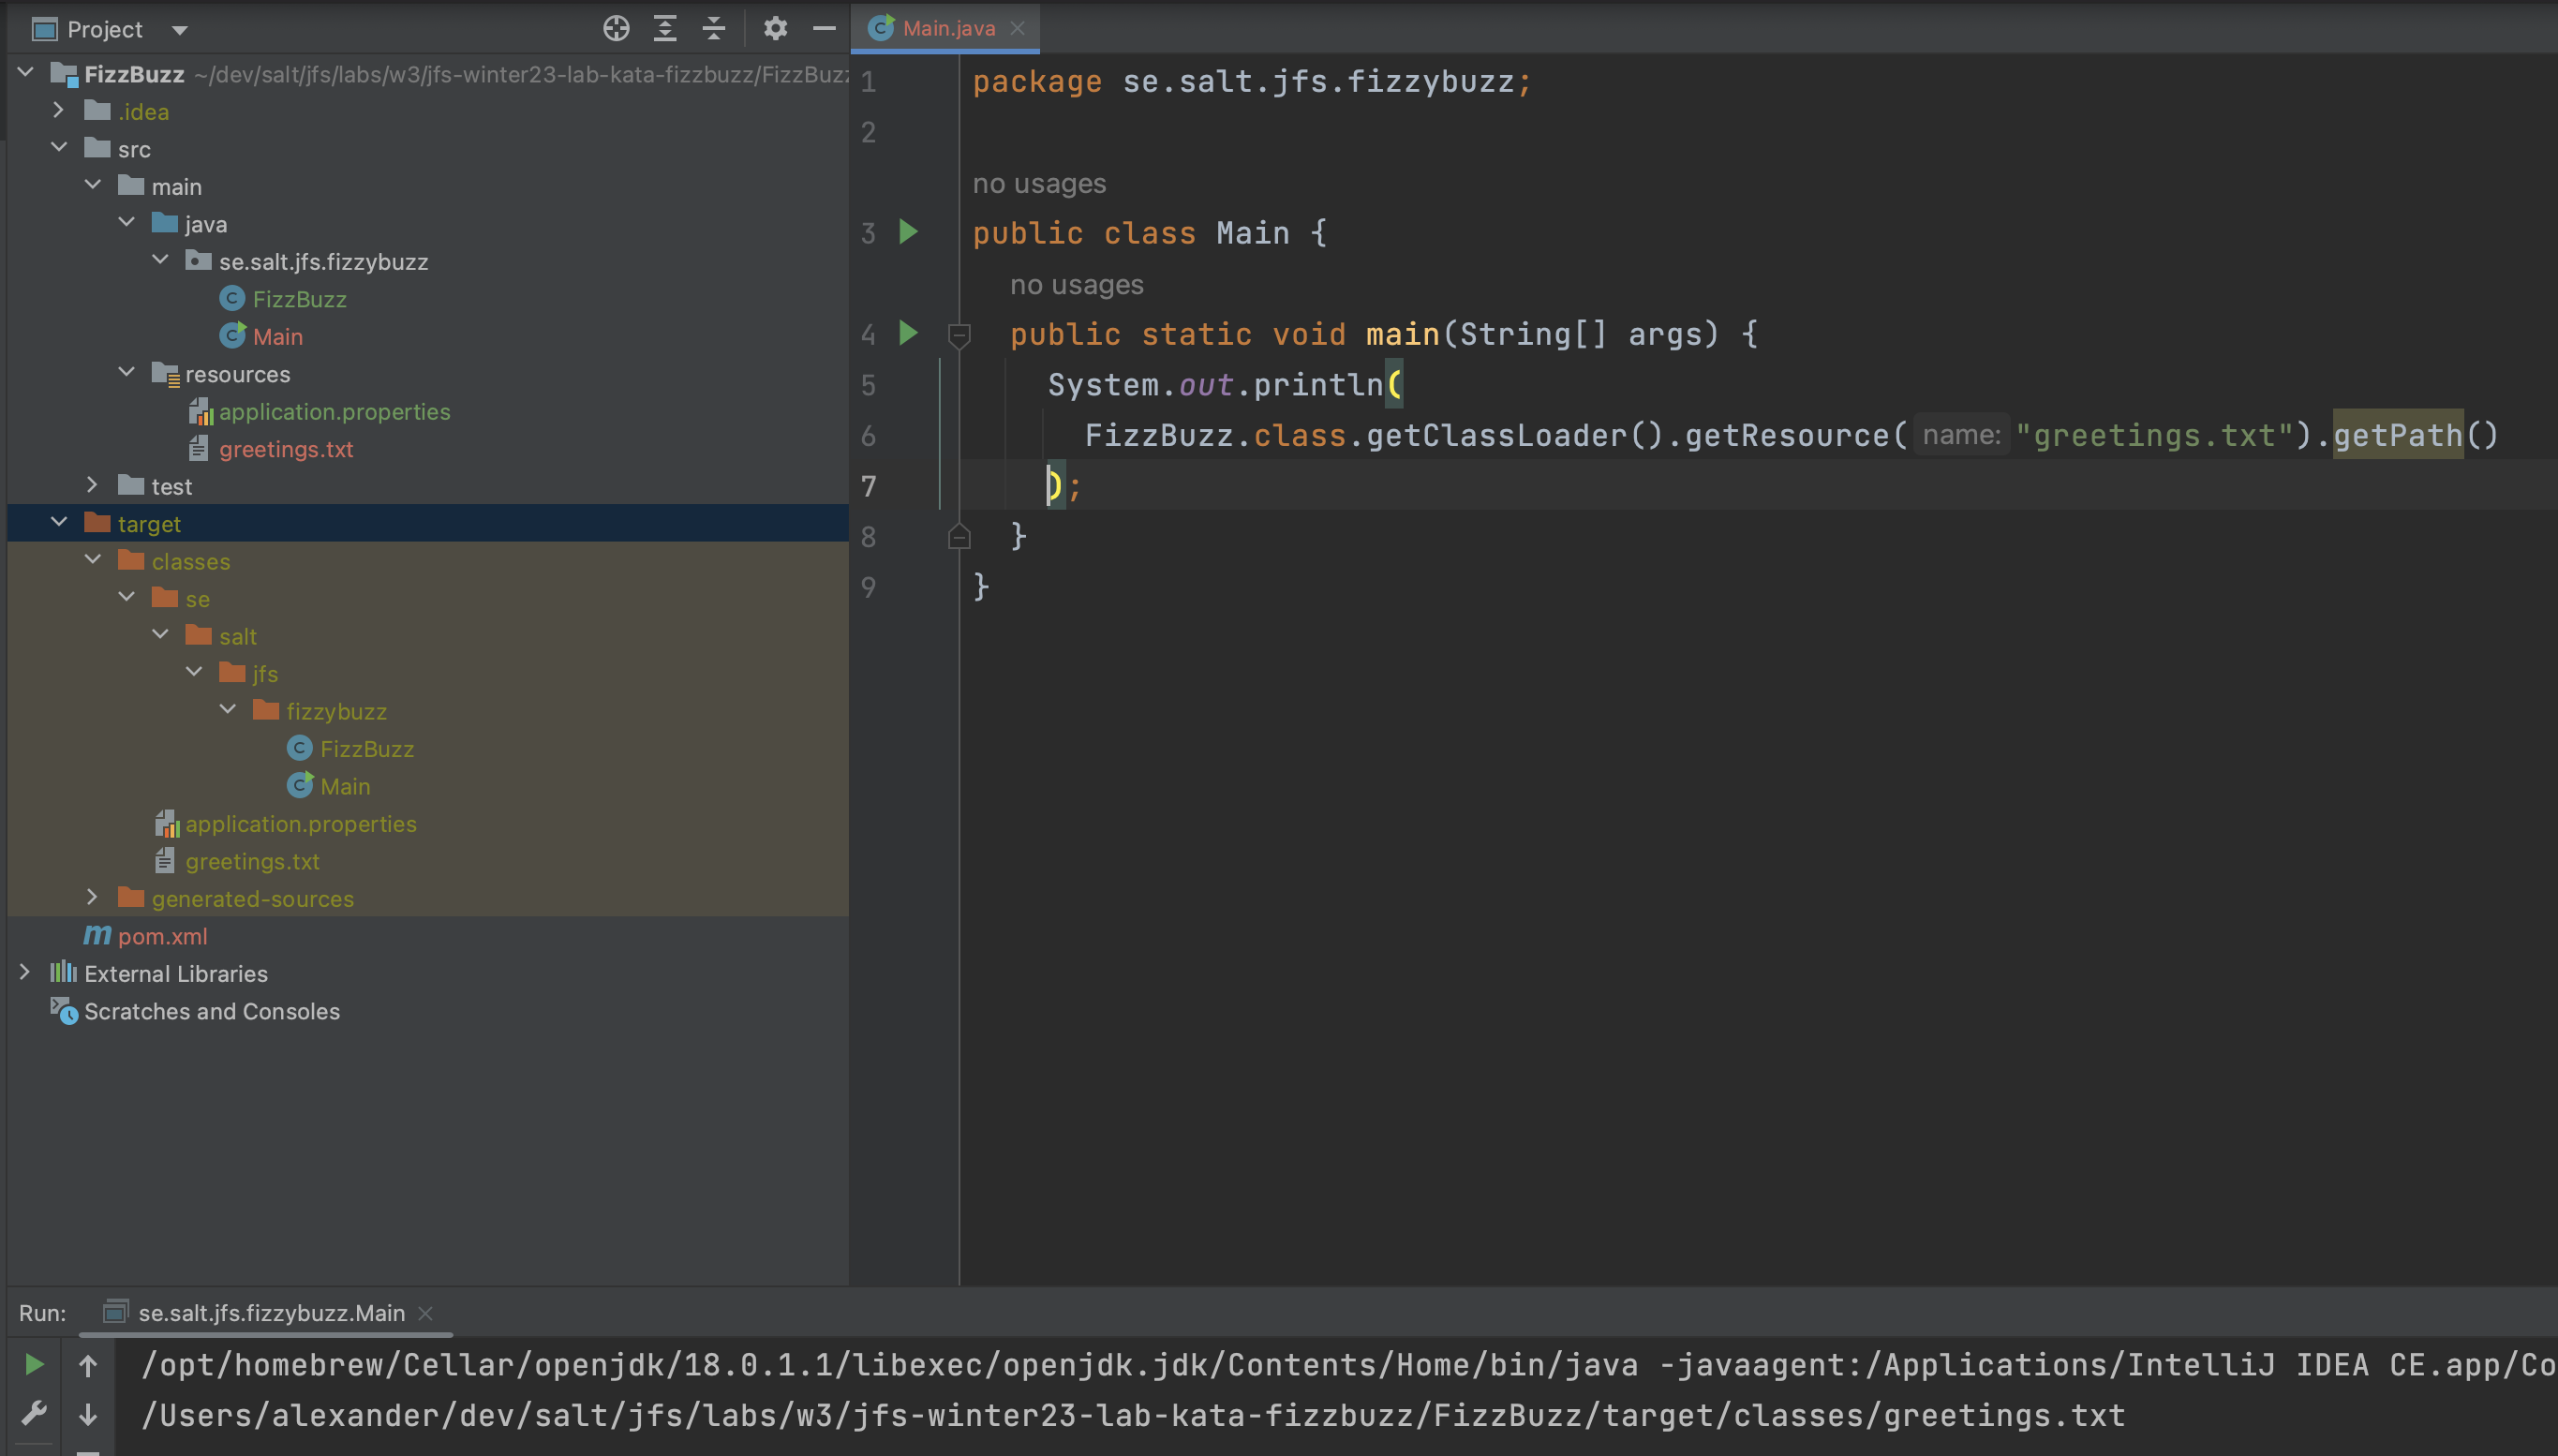 Project
FizzBuzz ~/dev/salt/jfs/labs/w3/jfs-winter23-lab-kata-fizzbuzz/FizzBuzz
.idea
src
main
java
se.salt.jfs.fizzybuzz
FizzBuzz
Main
resources
application.properties
greetings.txt
test
target
classes
se
salt
jfs
fizzybuzz
FizzBuzz
Main
application.properties
greetings.txt
generated-sources
pom.xml
External Libraries
Scratches and Consoles
Main.java
1 package se.salt.jfs.fizzybuzz;
2
no usages
3 public class Main {
no usages
4 public static void main(String[] args) {
5 System.out.println(
6 FizzBuzz.class.getClassLoader().getResource( name: "greetings.txt").getPath()
7 );
8 }
9 }
Run: se.salt.jfs.fizzybuzz.Main
/opt/homebrew/Cellar/openjdk/18.0.1.1/libexec/openjdk.jdk/Contents/Home/bin/java -javaagent:/Applications/IntelliJ IDEA CE.app/Co
/Users/alexander/dev/salt/jfs/labs/w3/jfs-winter23-lab-kata-fizzbuzz/FizzBuzz/target/classes/greetings.txt